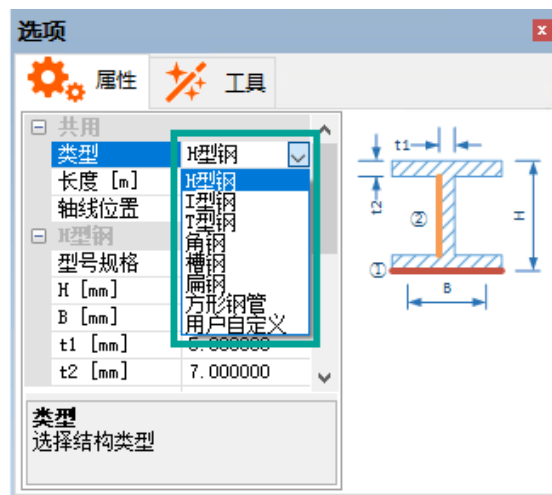 选项
属性 工具
共用
类型 H型钢
长度 [m]
轴线位置
H型钢
型号规格
H [mm]
B [mm]
t1 [mm]
t2 [mm] 7.000000
H型钢
I型钢
T型钢
角钢
槽钢
扁钢
方形钢管
用户自定义
类型
选择结构类型
t1
t2
②
H
①
B